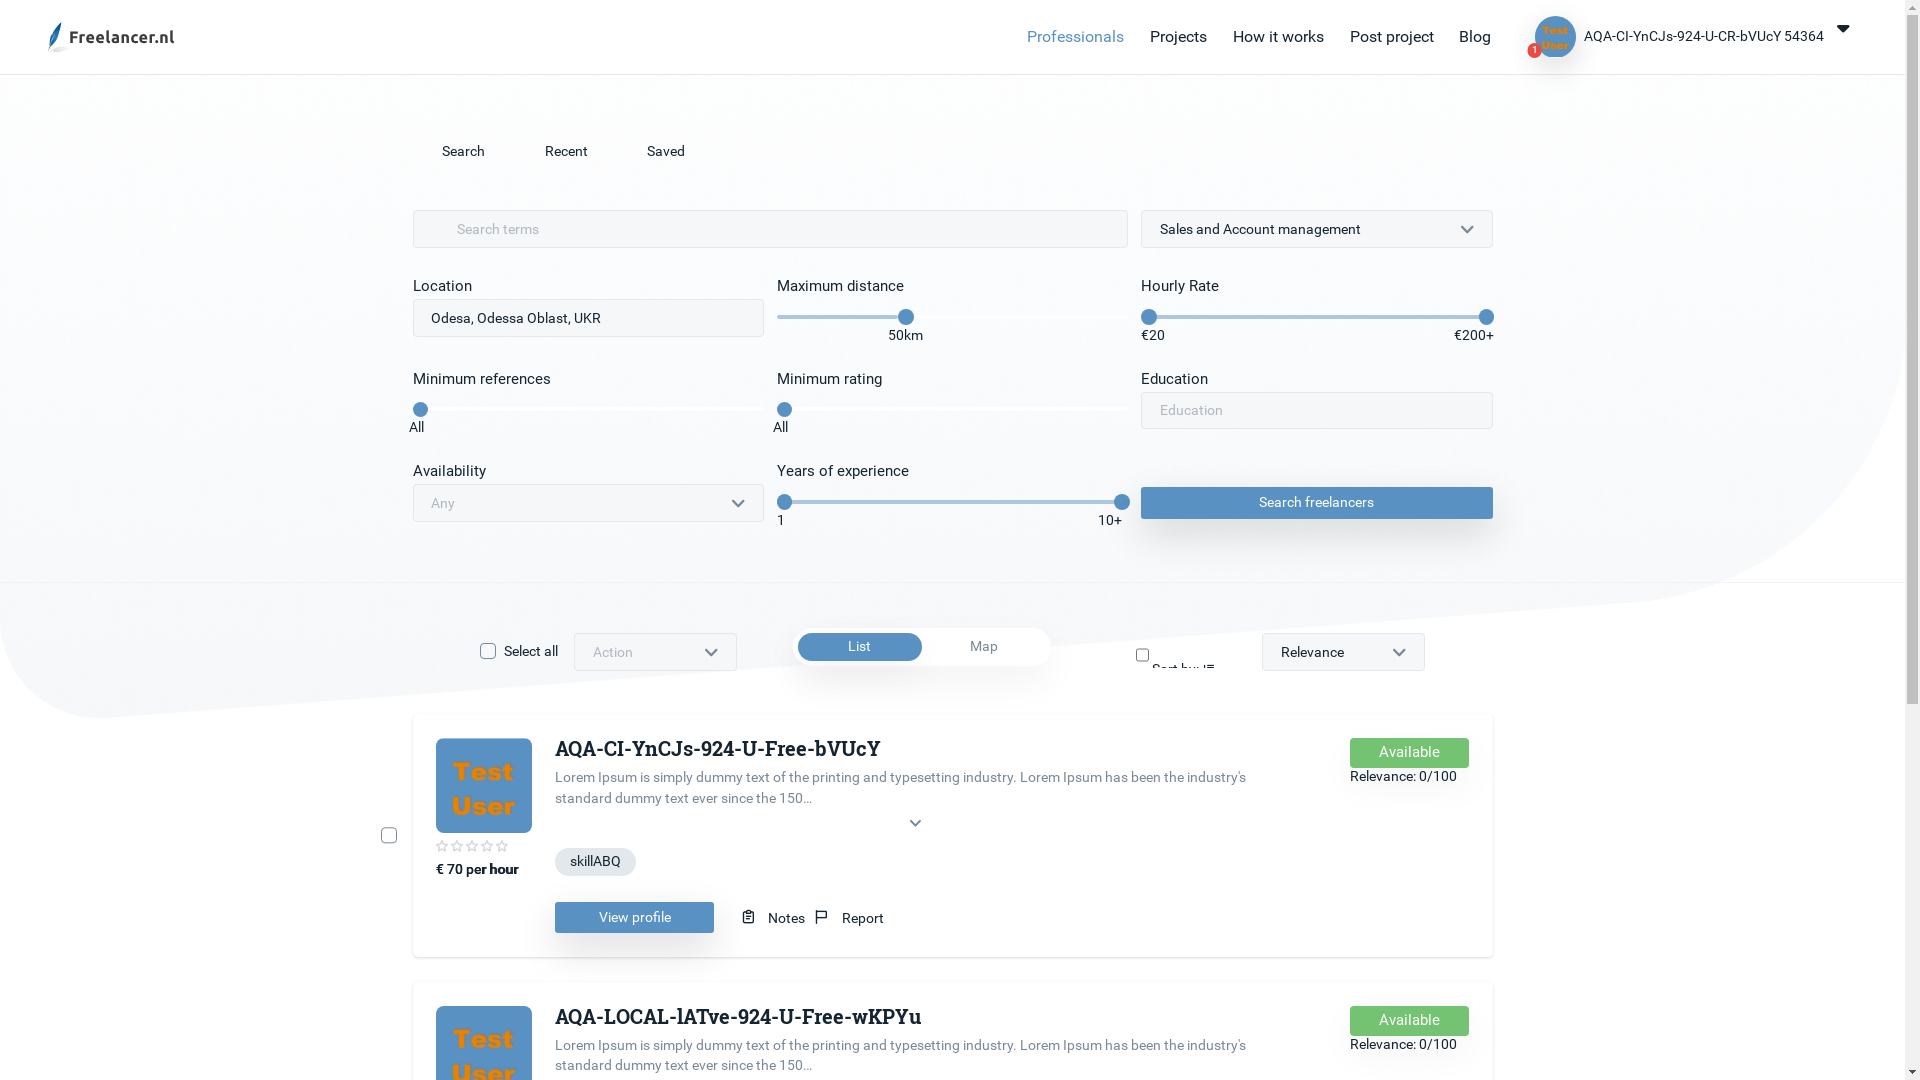 Freelancer.nl
Professionals Projects How it works Post project Blog
Test User
1
AQA-CI-YnCJs-924-U-CR-bVUcY 54364
Search Recent Saved
Search terms
Sales and Account management
Location
Maximum distance
Hourly Rate
Odesa, Odessa Oblast, UKR
50km
€20
€200+
Minimum references
Minimum rating
Education
Education
All
All
Availability
Years of experience
Any
Search freelancers
1
10+
Select all
Action
List
Map
Relevance
AQA-CI-YnCJs-924-U-Free-bVUcY
Available
Relevance: 0/100
Test
User
Lorem Ipsum is simply dummy text of the printing and typesetting industry. Lorem Ipsum has been the industry's
standard dummy text ever since the 150…
€ 70 per hour
skillABQ
View profile
Notes
Report
AQA-LOCAL-lATve-924-U-Free-wKPYu
Available
Relevance: 0/100
Test
User
Lorem Ipsum is simply dummy text of the printing and typesetting industry. Lorem Ipsum has been the industry's
standard dummy text ever since the 150…